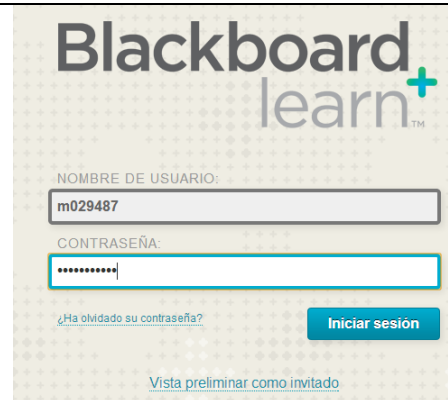 Blackboard
learn+™
NOMBRE DE USUARIO:
m029487
CONTRASEÑA:
•••••••••••
¿Ha olvidado su contraseña?
Iniciar sesión
Vista preliminar como invitado